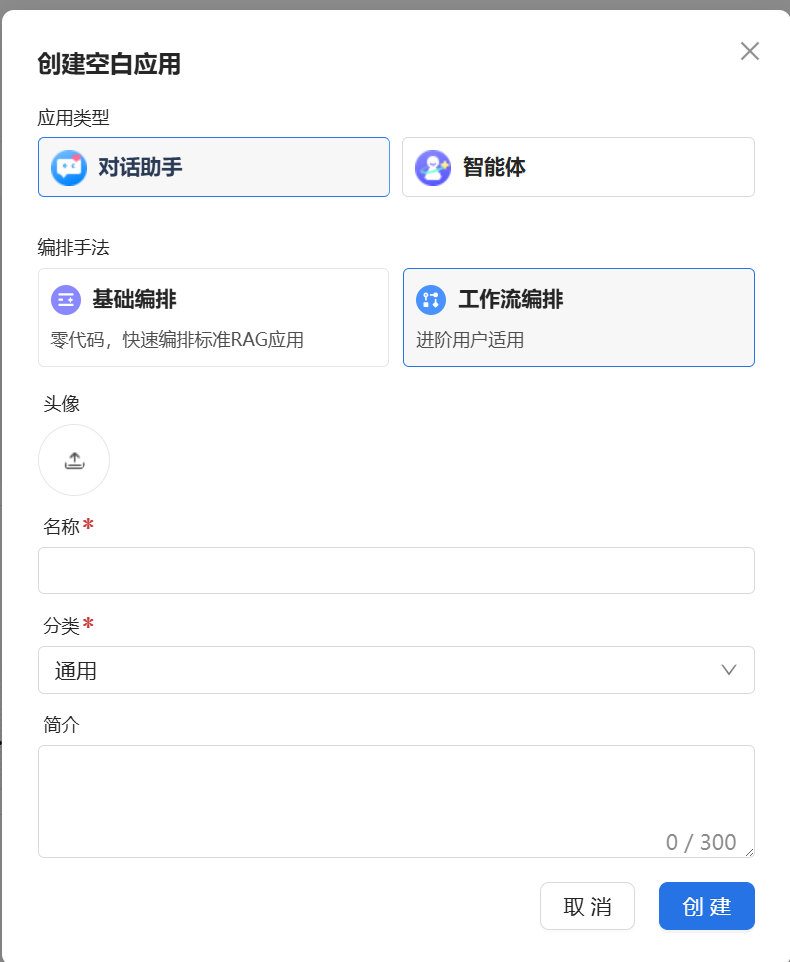 创建空白应用
应用类型
对话助手
智能体
编排手法
基础编排
零代码，快速编排标准RAG应用
工作流编排
进阶用户适用
头像
名称*
分类*
通用
简介
0 / 300
取 消
创 建